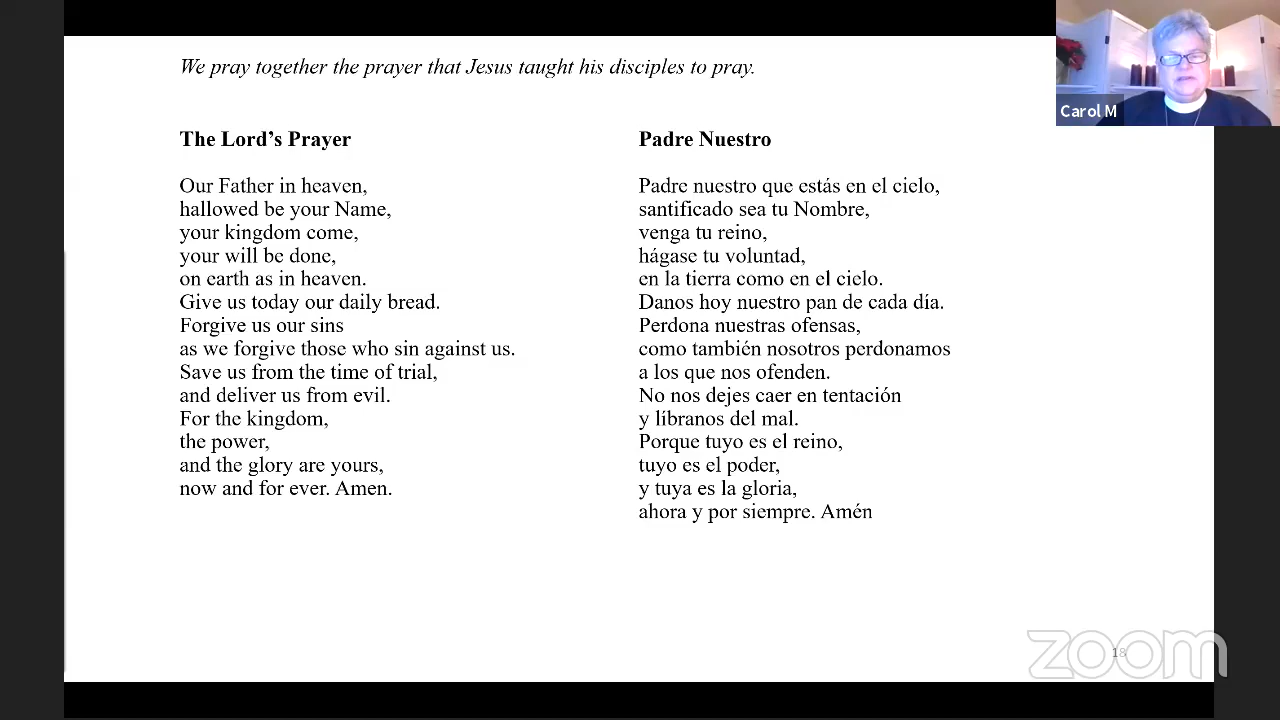 We pray together the prayer that Jesus taught his disciples to pray.
Carol M
The Lord’s Prayer
Our Father in heaven,
hallowed be your Name,
your kingdom come,
your will be done,
on earth as in heaven.
Give us today our daily bread.
Forgive us our sins
as we forgive those who sin against us.
Save us from the time of trial,
and deliver us from evil.
For the kingdom,
the power,
and the glory are yours,
now and for ever. Amen.
Padre Nuestro
Padre nuestro que estás en el cielo,
santificado sea tu Nombre,
venga tu reino,
hágase tu voluntad,
en la tierra como en el cielo.
Danos hoy nuestro pan de cada día.
Perdona nuestras ofensas,
como también nosotros perdonamos
a los que nos ofenden.
No nos dejes caer en tentación
y líbranos del mal.
Porque tuyo es el reino,
tuyo es el poder,
y tuya es la gloria,
ahora y por siempre. Amén
18
zoom